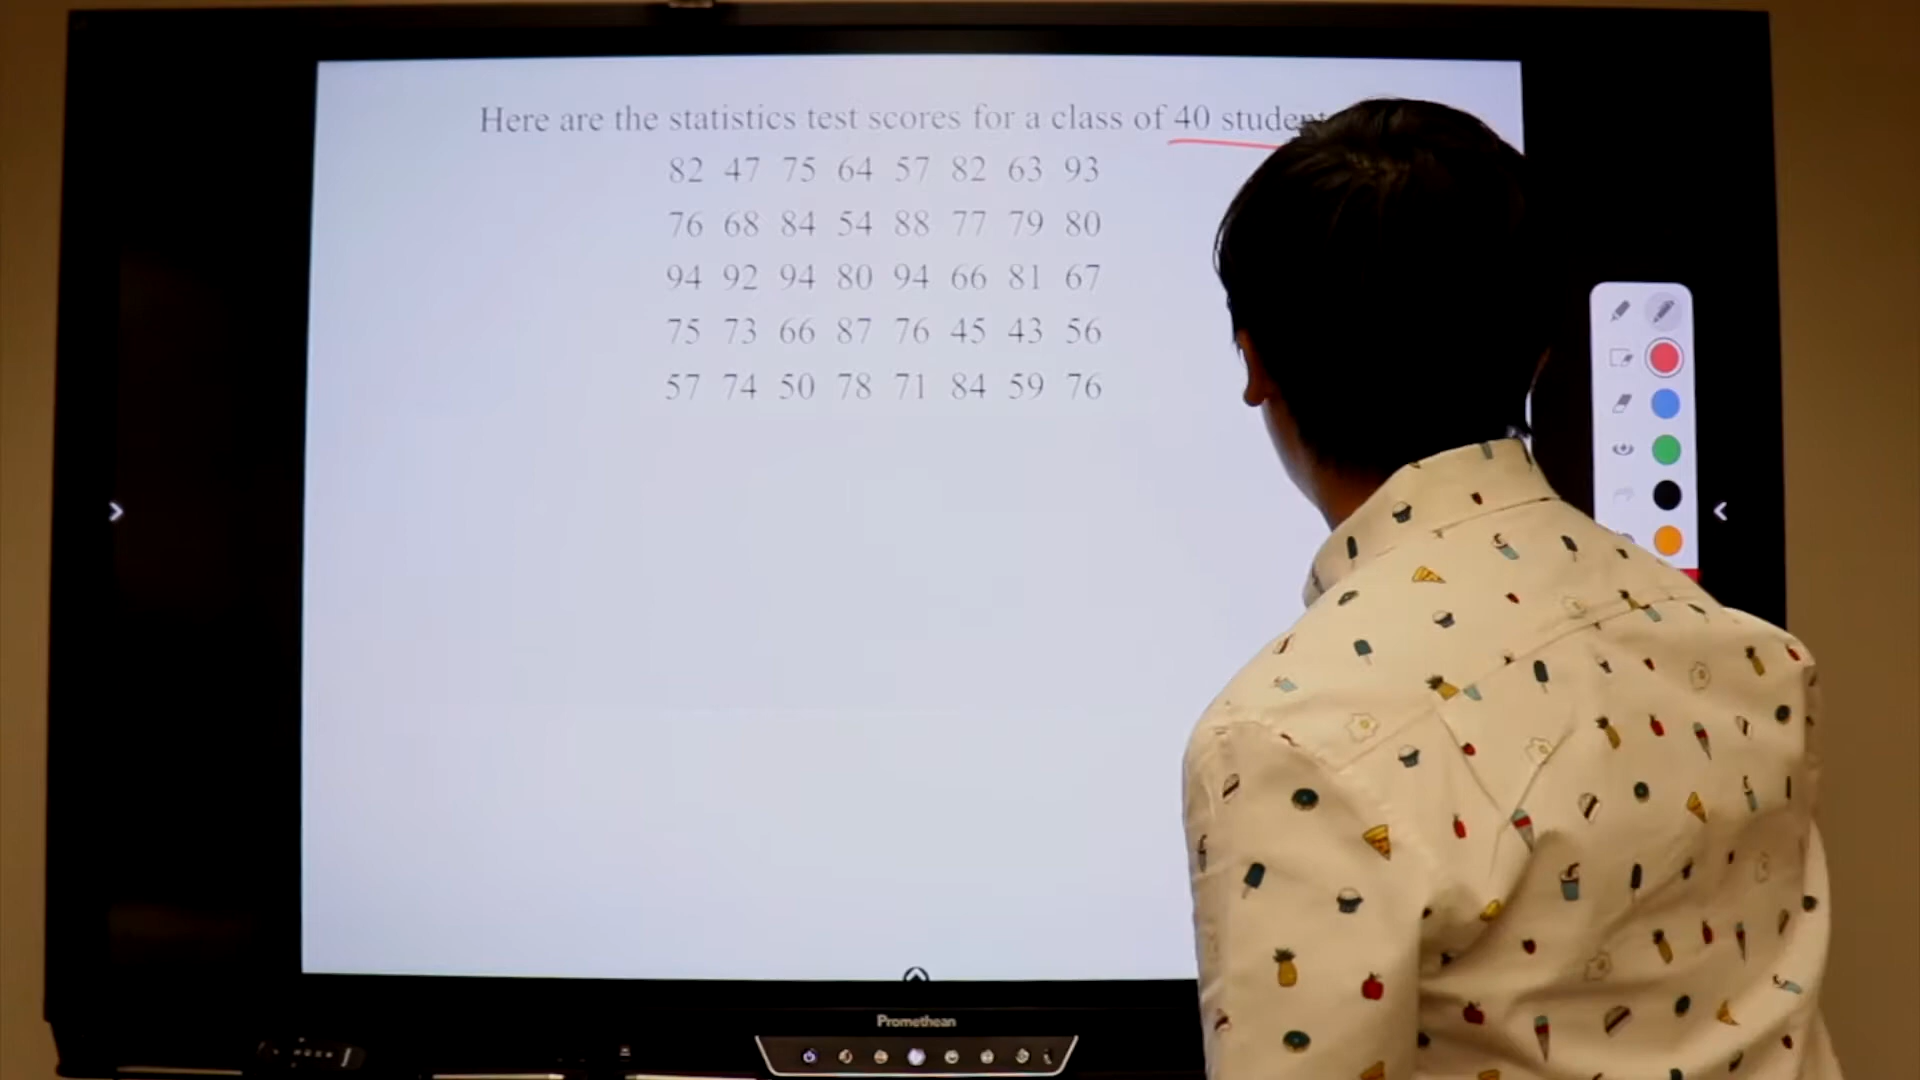 Here are the statistics test scores for a class of 40
82 47 75 64 57 82 63 93
76 68 84 54 88 77 79 80
94 92 94 80 94 66 81 67
75 73 66 87 76 45 43 56
57 74 50 78 71 84 59 76
Promethean